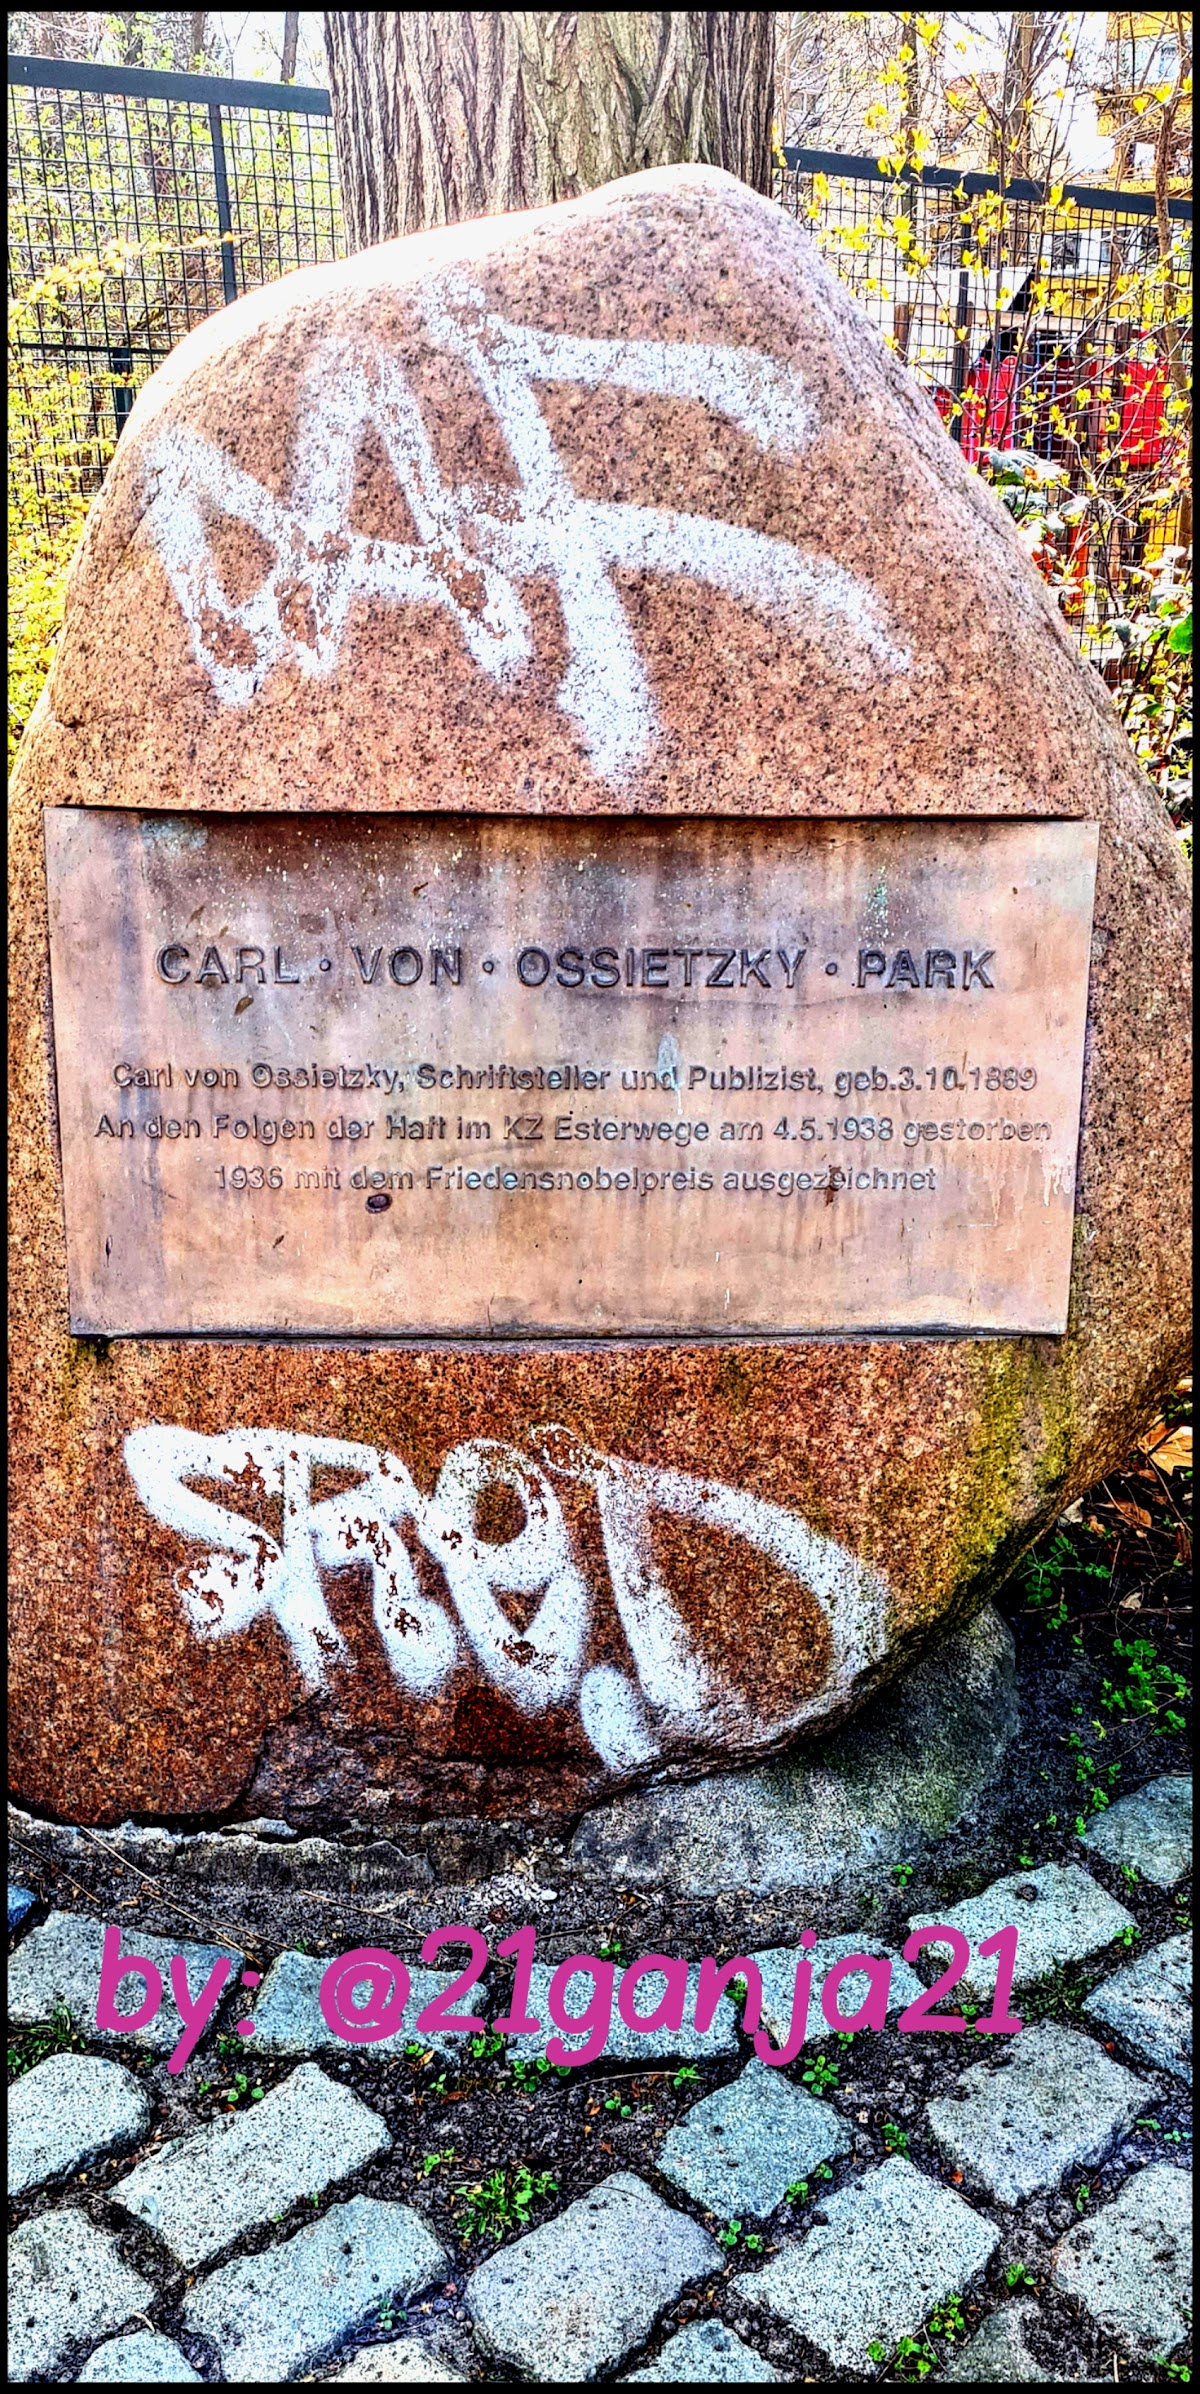 CARL · VON · OSSIETZKY · PARK
Carl von Ossietzky, Schriftsteller und Publizist, geb.3.10.1889
An den Folgen der Haft im KZ Esterwege am 4.5.1938 gestorben
1936 mit dem Friedensnobelpreis ausgezeichnet
by: @21ganja21